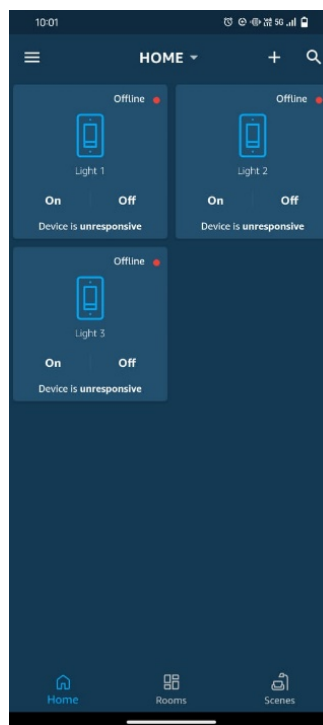 10:01
5G
HOME
Offline
Light 1
On Off
Device is unresponsive
Offline
Light 2
On Off
Device is unresponsive
Offline
Light 3
On Off
Device is unresponsive
Home Rooms Scenes